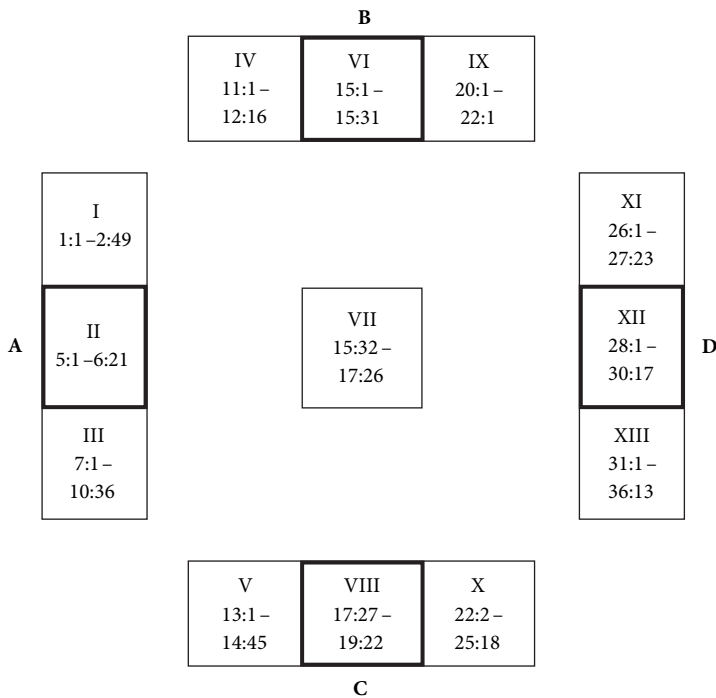 B
IV
11:1 –
12:16
VI
15:1 –
15:31
IX
20:1 –
22:1
I
1:1 –2:49
A
II
5:1 –6:21
III
7:1 –
10:36
VII
15:32 –
17:26
XI
26:1 –
27:23
XII
28:1 –
30:17
D
XIII
31:1 –
36:13
V
13:1 –
14:45
VIII
17:27 –
19:22
X
22:2 –
25:18
C